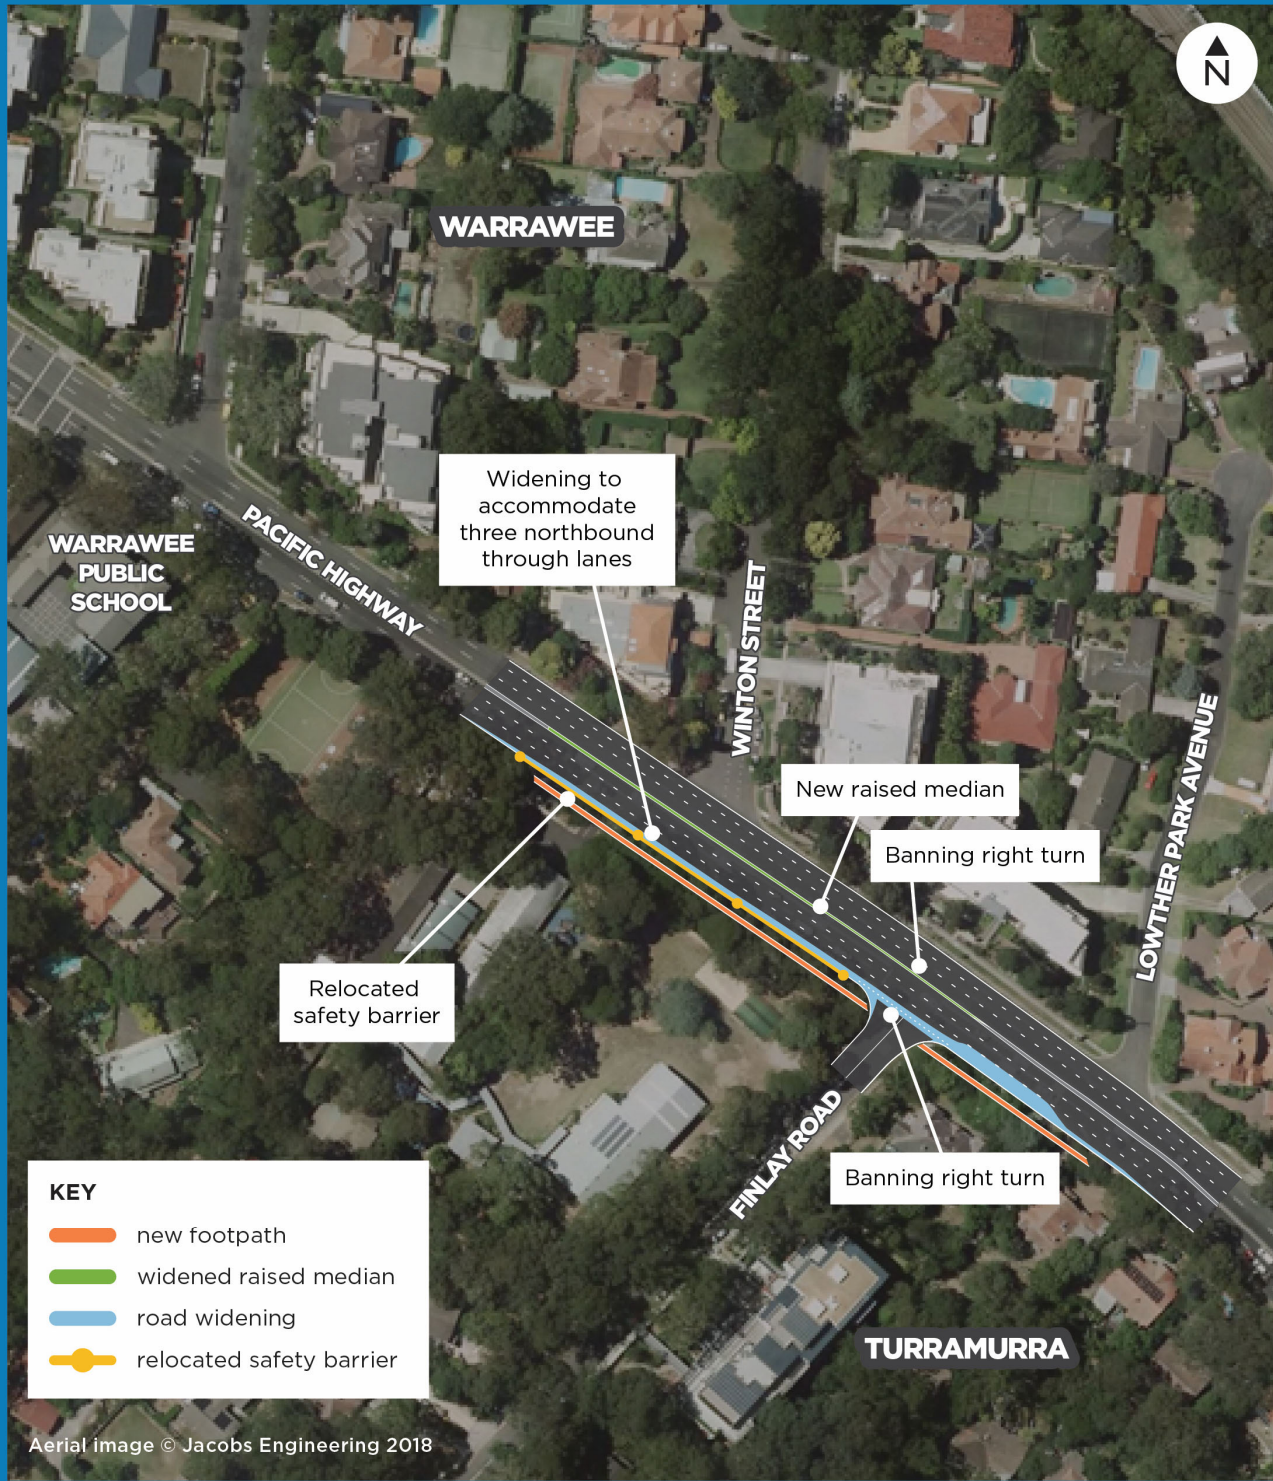 N
WARRAWEE
Widening to
accommodate
three northbound
through lanes
PACIFIC HIGHWAY
WARRAWEE
PUBLIC
SCHOOL
WINTON STREET
LOWTHER PARK AVENUE
New raised median
Banning right turn
Relocated
safety barrier
FINLAY ROAD
Banning right turn
KEY
new footpath
widened raised median
road widening
relocated safety barrier
TURRAMURRA
Aerial image © Jacobs Engineering 2018